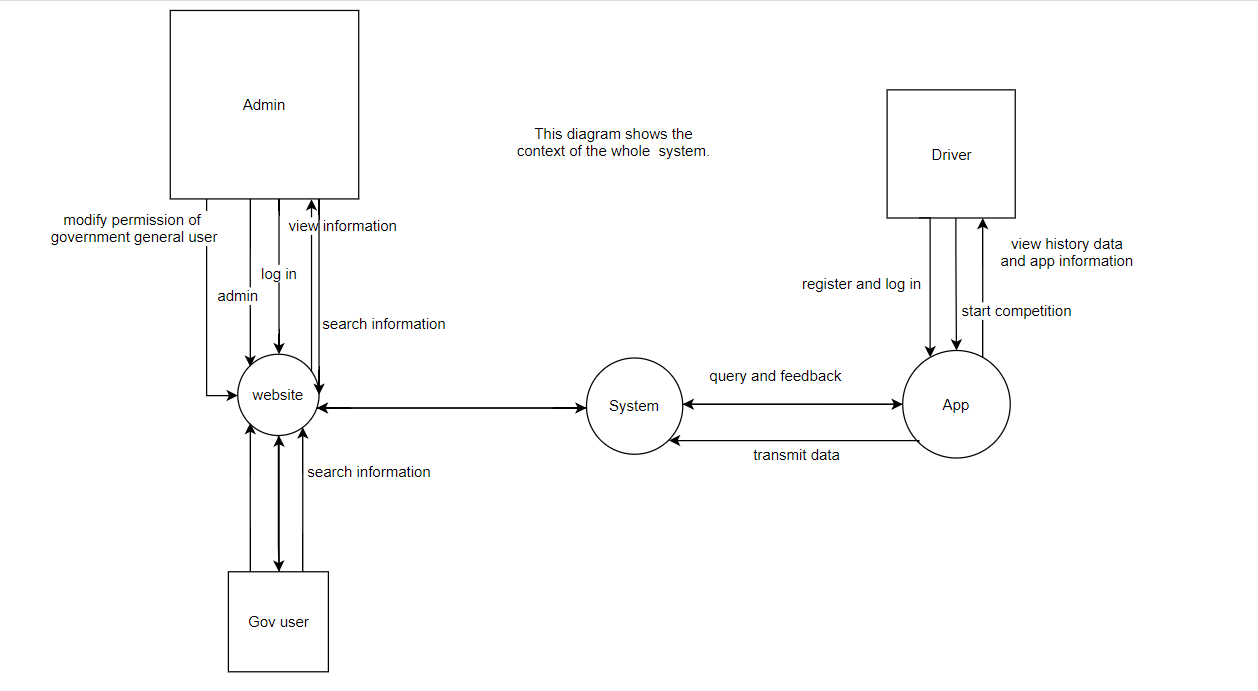 Admin
This diagram shows the
context of the whole  system.
Driver
modify permission of
government general user
view information
view history data
and app information
log in
register and log in
admin
start competition
search information
query and feedback
website
System
App
transmit data
search information
Gov user